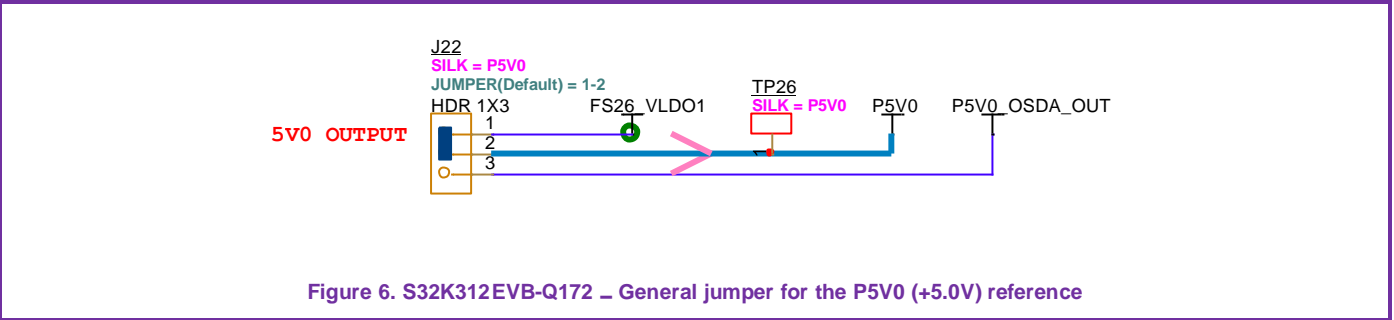 J22
SILK = P5V0
JUMPER(Default) = 1-2
HDR 1X3
FS26_VLDO1
TP26
SILK = P5V0
P5V0
P5V0_OSDA_OUT
5V0 OUTPUT
1
2
3
1
Figure 6. S32K312EVB-Q172 – General jumper for the P5V0 (+5.0V) reference